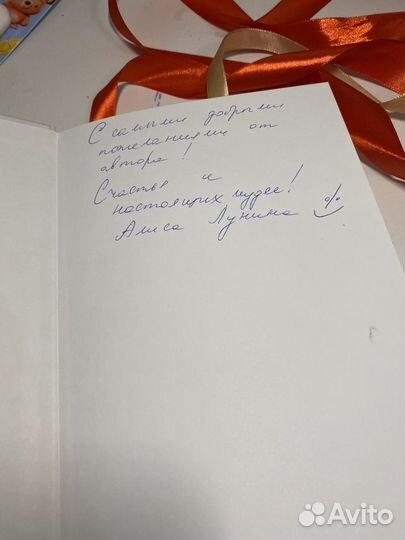 С самыми добрыми
пожеланиями от
автора!
Счастья и
настоящих чудес!
Алиса Лунина
Avito